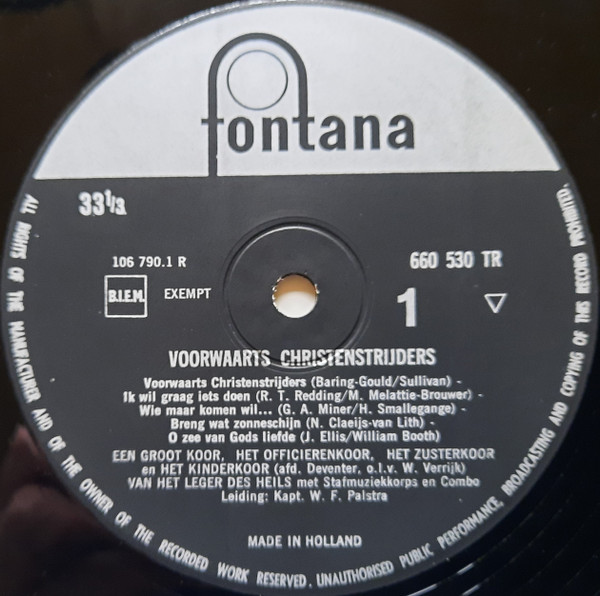 fontana
33⅓
106 790.1 R
660 530 TR
B.I.E.M.
EXEMPT
1
VOORWAARTS CHRISTENSTRIJDERS
Voorwaarts Christenstrijders (Baring-Gould/Sullivan) -
Ik wil graag iets doen (R. T. Redding/M. Melattie-Brouwer) -
Wie maar komen wil... (G. A. Miner/H. Smallegange) -
Breng wat zonneschijn (N. Claeijs-van Lith) -
O zee van Gods liefde (J. Ellis/William Booth)
EEN GROOT KOOR, HET OFFICIERENKOOR, HET ZUSTERKOOR
en HET KINDERKOOR (afd. Deventer, o.l.v. W. Verrijk)
VAN HET LEGER DES HEILS met Stafmuziekkorps en Combo
Leiding: Kapt. W. F. Palstra
MADE IN HOLLAND
ALL RIGHTS OF THE MANUFACTURER AND OF THE OWNER OF THE RECORDED WORK RESERVED. UNAUTHORISED PUBLIC PERFORMANCE, BROADCASTING AND COPYING OF THIS RECORD PROHIBITED.